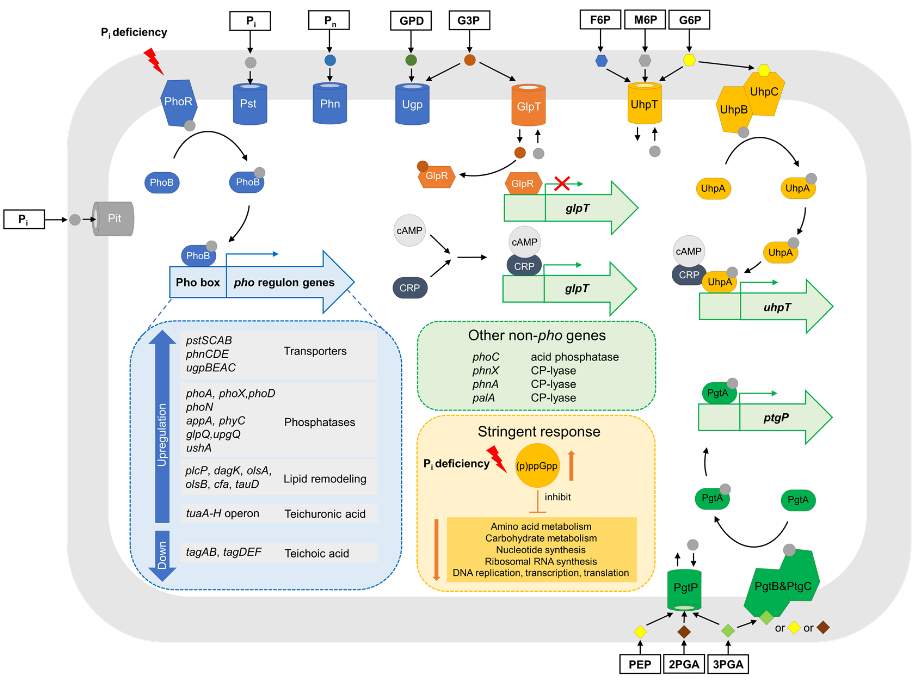 P i deficiency
P i
P n
GPD
G3P
F6P
M6P
G6P
PhoR
Pst
Phn
Ugp
GlpT
UhpT
UhpB
UhpC
PhoB
PhoB
GlpR
GlpR
glpT
UhpA
UhpA
P i
Pit
cAMP
CRP
cAMP
CRP
glpT
PhoB
Pho box
pho regulon genes
UhpA
cAMP
CRP
UhpA
uhpT
Upregulation
pstSCAB
phnCDE
ugpBEAC
Transporters
phoA, phoX,phoD
phoN
appA, phyC
glpQ,upgQ
ushA
Phosphatases
plcP, dagK, olsA,
olsB, cfa, tauD
Lipid remodeling
tuaA-H operon
Teichuronic acid
Down
tagAB, tagDEF
Teichoic acid
Other non-pho genes
phoC acid phosphatase
phnX CP-lyase
phnA CP-lyase
palA CP-lyase
Stringent response
P i deficiency
(p)ppGpp
inhibit
Amino acid metabolism
Carbohydrate metabolism
Nucleotide synthesis
Ribosomal RNA synthesis
DNA replication, transcription, translation
PgtA
ptgP
PgtA
PgtA
PgtP
PgtB&PtgC
or or
PEP
2PGA
3PGA